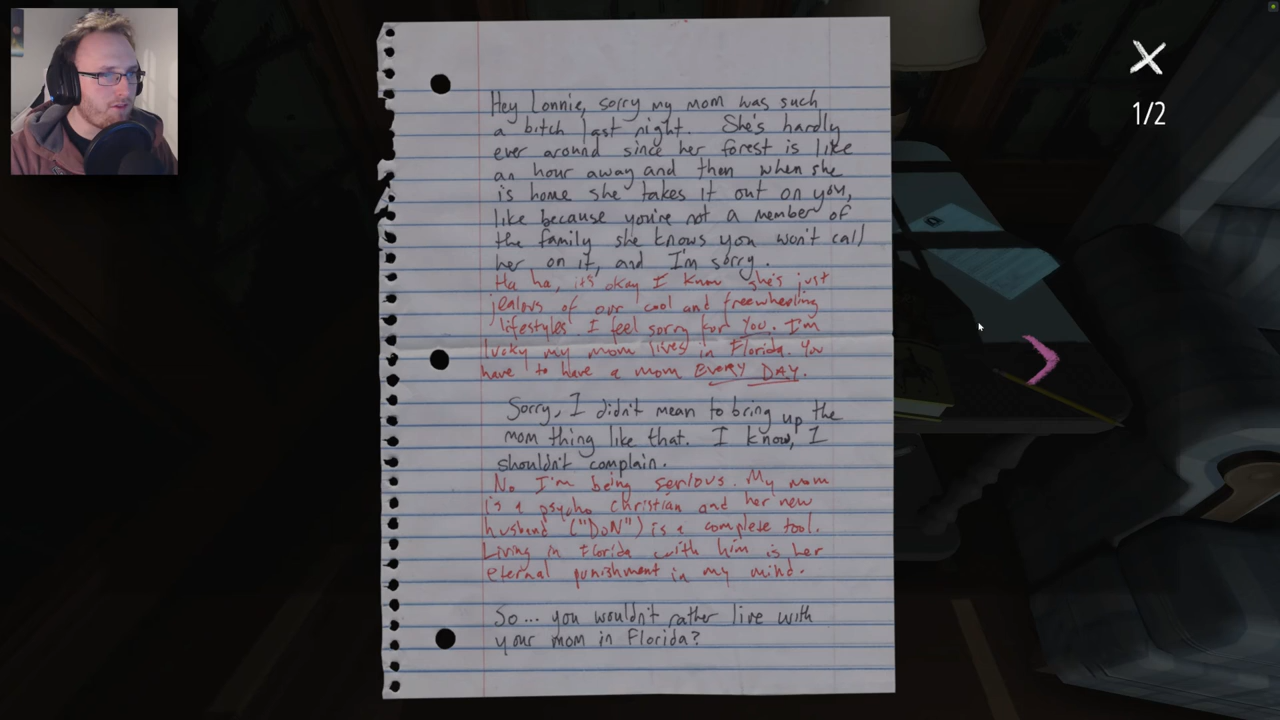 1/2
Hey Lonnie, sorry my mom was such
a bitch last night. She's hardly
ever around since her forest is like
an hour away and then when she
is home she takes it out on you,
like because you're not a member of
the family she knows you won't call
her on it, and I'm sorry.
Ha ha, it's okay I know she's just
jealous of our cool and freewheeling
lifestyles I feel sorry for You. I'm
lucky my mom lives in Florida. You
have to have a mom EVERY DAY.
Sorry, I didn't mean to bring up the
mom thing like that. I know, I
shouldn't complain.
No I'm being serious. My mom
is a psycho christian and her new
husband ("DoN") is a complete tool.
Living in Florida with him is her
eternal punishment in my mind.
So... you wouldn't rather live with
your mom in Florida?